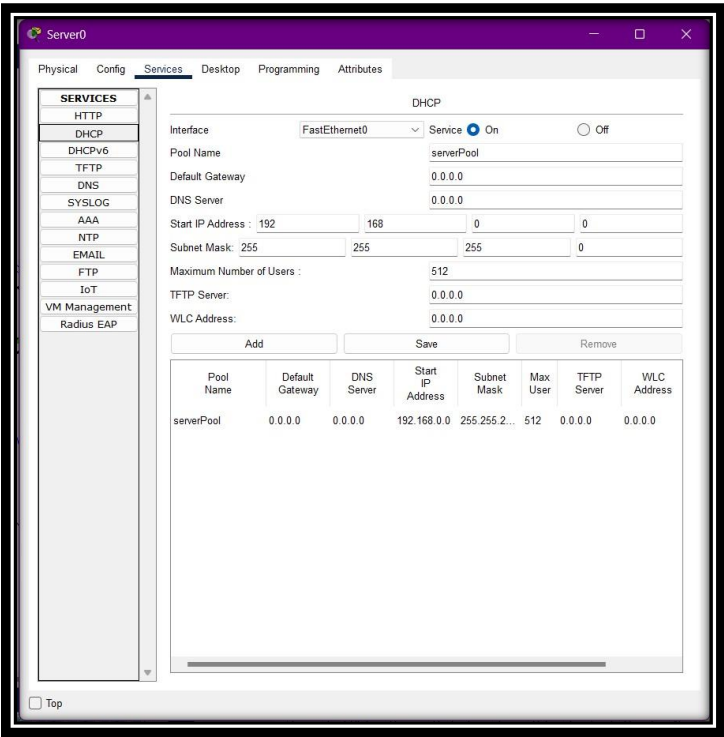 Server0
Physical Config Services Desktop Programming Attributes
SERVICES
HTTP
DHCP
DHCPv6
TFTP
DNS
SYSLOG
AAA
NTP
EMAIL
FTP
IoT
VM Management
Radius EAP
DHCP
Interface FastEthernet0 Service On Off
Pool Name serverPool
Default Gateway 0.0.0.0
DNS Server 0.0.0.0
Start IP Address : 192 168 0 0
Subnet Mask: 255 255 255 0
Maximum Number of Users : 512
TFTP Server: 0.0.0.0
WLC Address: 0.0.0.0
Add Save Remove
Pool Name Default Gateway DNS Server Start IP Address Subnet Mask Max User TFTP Server WLC Address
serverPool 0.0.0.0 0.0.0.0 192.168.0.0 255.255.2... 512 0.0.0.0 0.0.0.0
Top